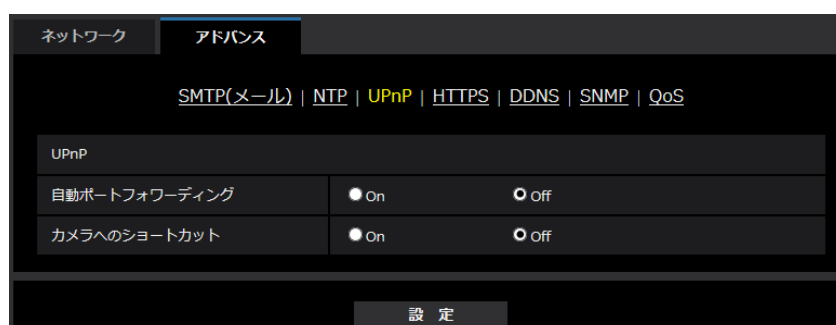 ネットワーク アドバンス
SMTP(メール) | NTP | UPnP | HTTPS | DDNS | SNMP | QoS
UPnP
自動ポートフォワーディング On Off
カメラへのショートカット On Off
設 定